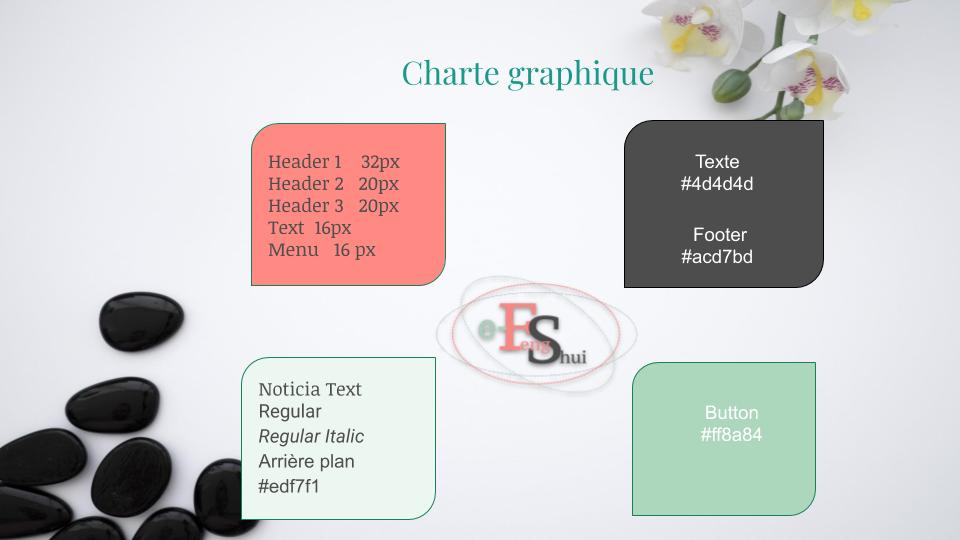 Charte graphique
Header 1 32px
Header 2 20px
Header 3 20px
Text 16px
Menu 16 px
Texte
#4d4d4d
Footer
#acd7bd
e-Feng Shui
Noticia Text
Regular
Regular Italic
Arrière plan
#edf7f1
Button
#ff8a84